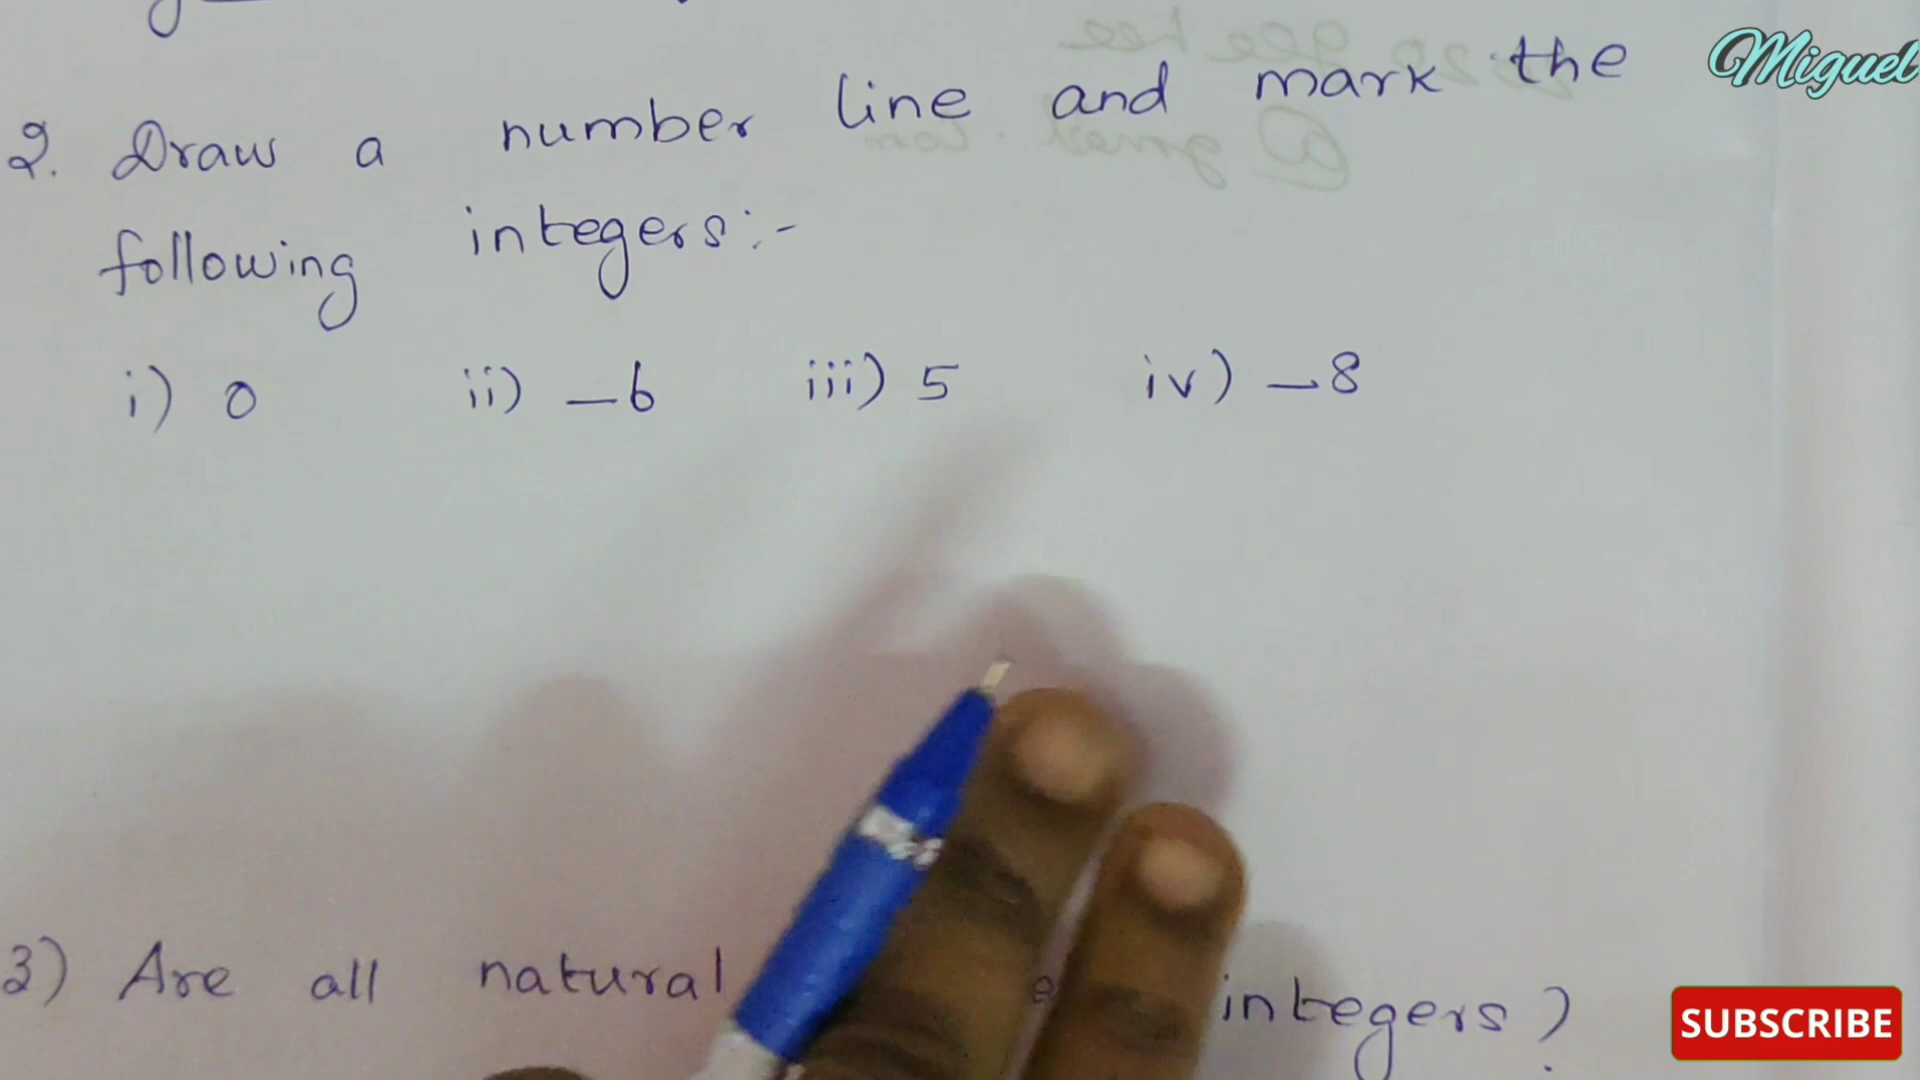 Miguel
2. Draw a number line and mark the
following integers:-
i) 0 ii) -6 iii) 5 iv) -8
3) Are all natural integers?
SUBSCRIBE